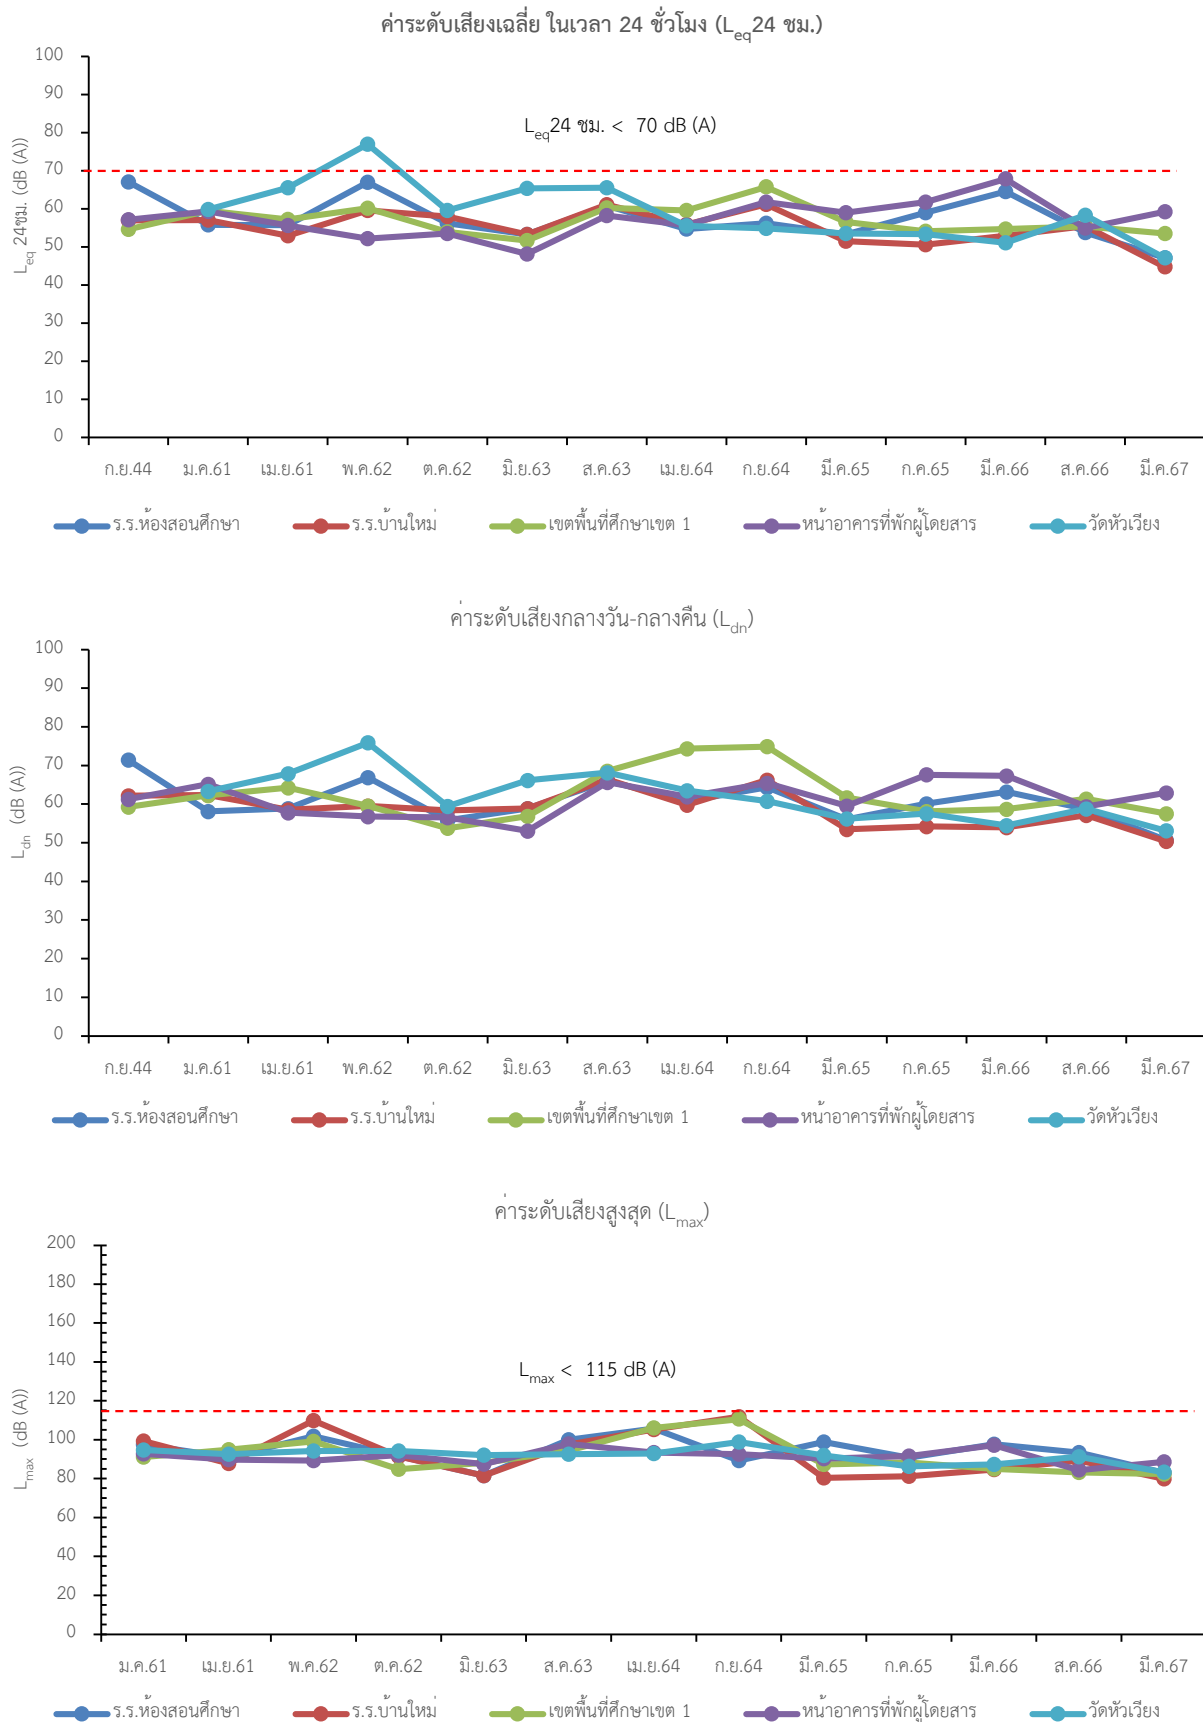 ค่าระดับเสียงเฉลี่ย ในเวลา 24 ชั่วโมง (Leq24 ชม.)
100
90
80
70
60
50
40
30
20
10
0
Leq24ชม. (dB (A))
Leq24 ชม. < 70 dB (A)
ก.ย.44 ม.ค.61 เม.ย.61 พ.ค.62 ต.ค.62 มิ.ย.63 ส.ค.63 เม.ย.64 ก.ย.64 มี.ค.65 ก.ค.65 มี.ค.66 ส.ค.66 มี.ค.67
ร.ร.ห้องสอนศึกษา ร.ร.บ้านใหม่ เขตพื้นที่ศึกษาเขต 1 หน้าอาคารที่พักผู้โดยสาร วัดหัวเวียง
ค่าระดับเสียงกลางวัน-กลางคืน (Ldn)
100
90
80
70
60
50
40
30
20
10
0
Ldn (dB (A))
ก.ย.44 ม.ค.61 เม.ย.61 พ.ค.62 ต.ค.62 มิ.ย.63 ส.ค.63 เม.ย.64 ก.ย.64 มี.ค.65 ก.ค.65 มี.ค.66 ส.ค.66 มี.ค.67
ร.ร.ห้องสอนศึกษา ร.ร.บ้านใหม่ เขตพื้นที่ศึกษาเขต 1 หน้าอาคารที่พักผู้โดยสาร วัดหัวเวียง
ค่าระดับเสียงสูงสุด (Lmax)
200
180
160
140
120
100
80
60
40
20
0
Lmax (dB (A))
Lmax < 115 dB (A)
ม.ค.61 เม.ย.61 พ.ค.62 ต.ค.62 มิ.ย.63 ส.ค.63 เม.ย.64 ก.ย.64 มี.ค.65 ก.ค.65 มี.ค.66 ส.ค.66 มี.ค.67
ร.ร.ห้องสอนศึกษา ร.ร.บ้านใหม่ เขตพื้นที่ศึกษาเขต 1 หน้าอาคารที่พักผู้โดยสาร วัดหัวเวียง